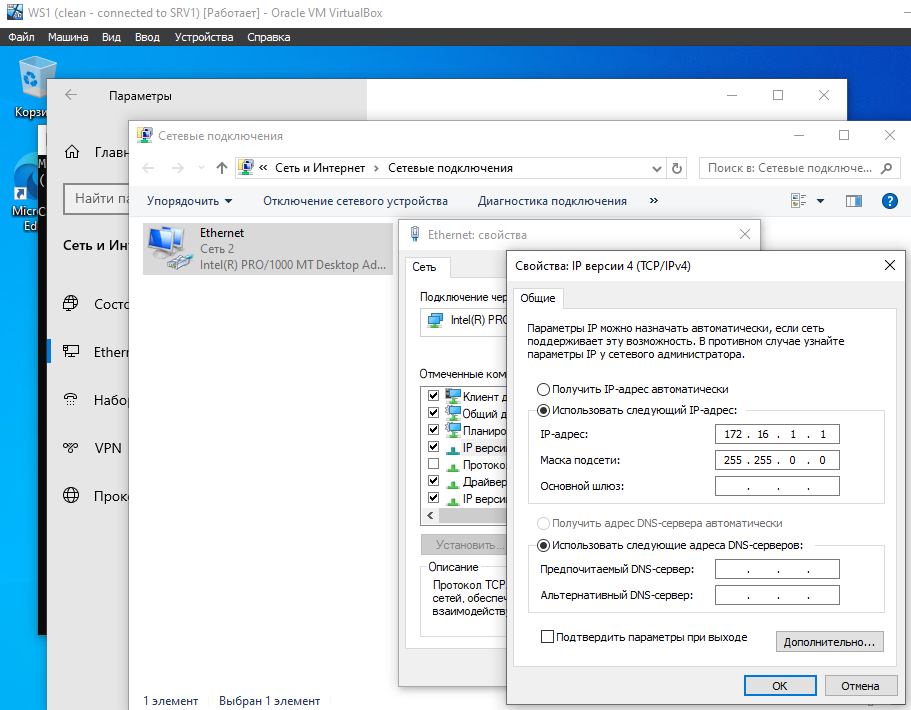 WS1 (clean - connected to SRV1) [Работает] - Oracle VM VirtualBox
Файл Машина Вид Ввод Устройства Справка
Параметры
Сетевые подключения
« Сеть и Интернет > Сетевые подключения
Поиск в: Сетевые подключе...
Упорядочить Отключение сетевого устройства Диагностика подключения »
Ethernet
Сеть 2
Intel(R) PRO/1000 MT Desktop Ad...
Корзи
Micr
Ed
Главн
Найти па
Сеть и Ин
Состо
Ethern
Набор
VPN
Прок
Ethernet: свойства
Сеть
Подключение чер
Intel(R) PRO
Отмеченные ком
Клиент д
Общий д
Планиро
IP верси
Протоко
Драйвер
IP верси
Установить...
Описание
Протокол TCP
сетей, обеспеч
взаимодейству
Свойства: IP версии 4 (TCP/IPv4)
Общие
Параметры IP можно назначать автоматически, если сеть
поддерживает эту возможность. В противном случае узнайте
параметры IP у сетевого администратора.
Получить IP-адрес автоматически
Использовать следующий IP-адрес:
IP-адрес: 172 . 16 . 1 . 1
Маска подсети: 255 . 255 . 0 . 0
Основной шлюз: . . .
Получить адрес DNS-сервера автоматически
Использовать следующие адреса DNS-серверов:
Предпочитаемый DNS-сервер: . . .
Альтернативный DNS-сервер: . . .
Подтвердить параметры при выходе
Дополнительно...
ОК Отмена
1 элемент Выбран 1 элемент